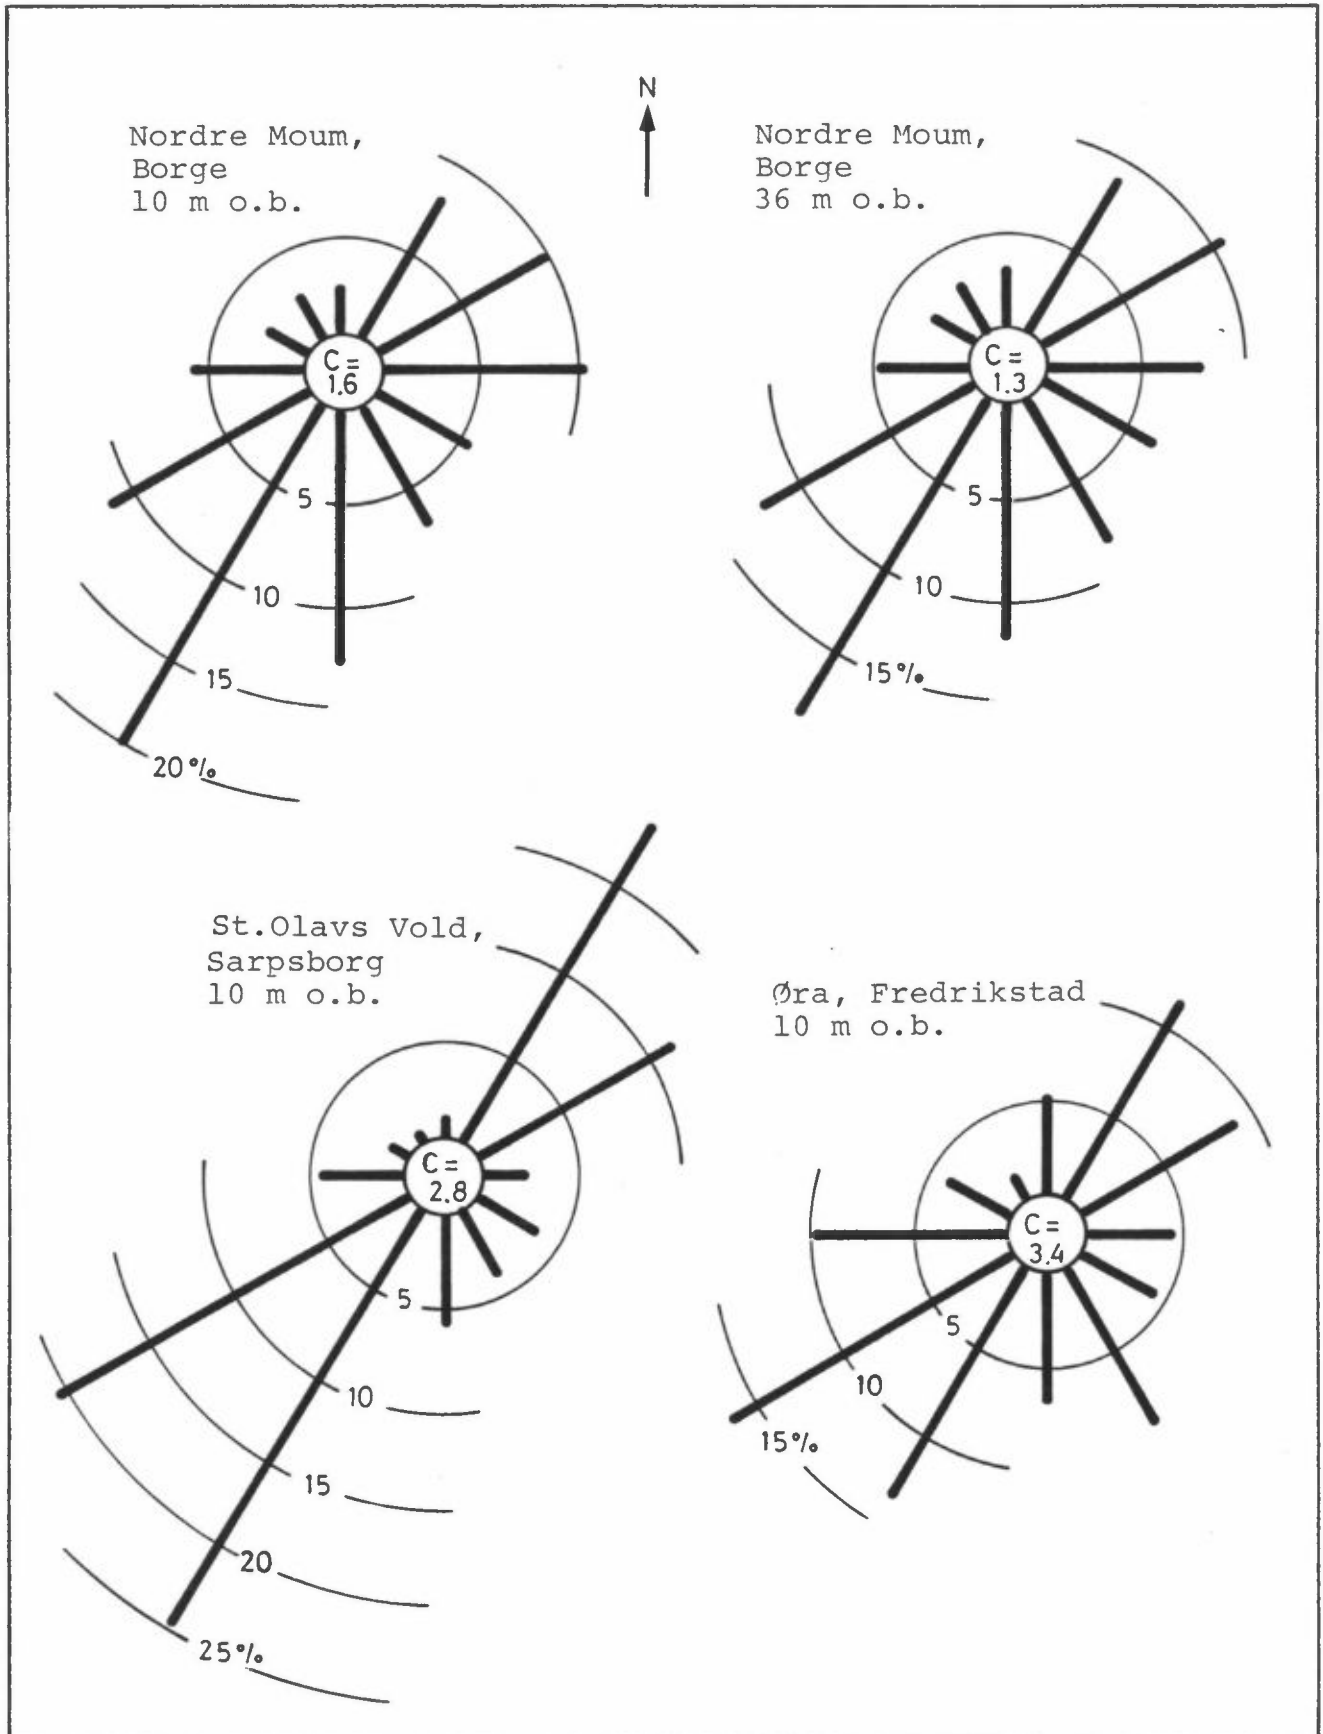 N
Nordre Moum,
Borge
10 m o.b.
C =
1.6
5
10
15
20%
Nordre Moum,
Borge
36 m o.b.
C =
1.3
5
10
15%
St.Olavs Vold,
Sarpsborg
10 m o.b.
C =
2.8
5
10
15
20
25%
Øra, Fredrikstad
10 m o.b.
C =
3.4
5
10
15%